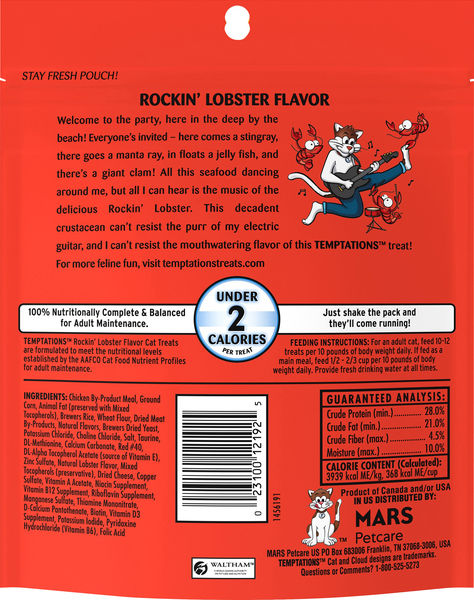 STAY FRESH POUCH!
ROCKIN' LOBSTER FLAVOR
Welcome to the party, here in the deep by the
beach! Everyone's invited – here comes a stingray,
there goes a manta ray, in floats a jelly fish, and
there's a giant clam! All this seafood dancing
around me, but all I can hear is the music of the
delicious Rockin' Lobster. This decadent
crustacean can't resist the purr of my electric
guitar, and I can't resist the mouthwatering flavor of this TEMPTATIONS™ treat!
For more feline fun, visit temptationstreats.com
100% Nutritionally Complete & Balanced
for Adult Maintenance.
UNDER
2
CALORIES
PER TREAT
Just shake the pack and
they'll come running!
TEMPTATIONS™ Rockin' Lobster Flavor Cat Treats
are formulated to meet the nutritional levels
established by the AAFCO Cat Food Nutrient Profiles
for adult maintenance.
FEEDING INSTRUCTIONS: For an adult cat, feed 10-12
treats per 10 pounds of body weight daily. If fed as a
main meal, feed 1/2 - 2/3 cup per 10 pounds of body
weight daily. Provide fresh drinking water at all times.
INGREDIENTS: Chicken By-Product Meal, Ground
Corn, Animal Fat (preserved with Mixed
Tocopherols), Brewers Rice, Wheat Flour, Dried Meat
By-Products, Natural Flavors, Brewers Dried Yeast,
Potassium Chloride, Choline Chloride, Salt, Taurine,
DL-Methionine, Calcium Carbonate, Red #40,
DL-Alpha Tocopherol Acetate (source of Vitamin E),
Zinc Sulfate, Natural Lobster Flavor, Mixed
Tocopherols (preservative), Dried Cheese, Copper
Sulfate, Vitamin A Acetate, Niacin Supplement,
Vitamin B12 Supplement, Riboflavin Supplement,
Manganese Sulfate, Thiamine Mononitrate,
D-Calcium Pantothenate, Biotin, Vitamin D3
Supplement, Potassium Iodide, Pyridoxine
Hydrochloride (Vitamin B6), Folic Acid
0 23100 12192 5
1456191
GUARANTEED ANALYSIS:
Crude Protein (min.) 28.0%
Crude Fat (min.) 21.0%
Crude Fiber (max.) 4.5%
Moisture (max.) 10.0%
CALORIE CONTENT (Calculated):
3939 kcal ME/kg, 368 kcal ME/cup
Product of Canada and/or USA
IN US DISTRIBUTED BY:
MARS
Petcare
MARS Petcare US PO Box 683006 Franklin, TN 37068-3006, USA
TEMPTATIONS™ Cat and Cloud designs are trademarks.
Questions or Comments? 1-800-525-5273
WALTHAM™